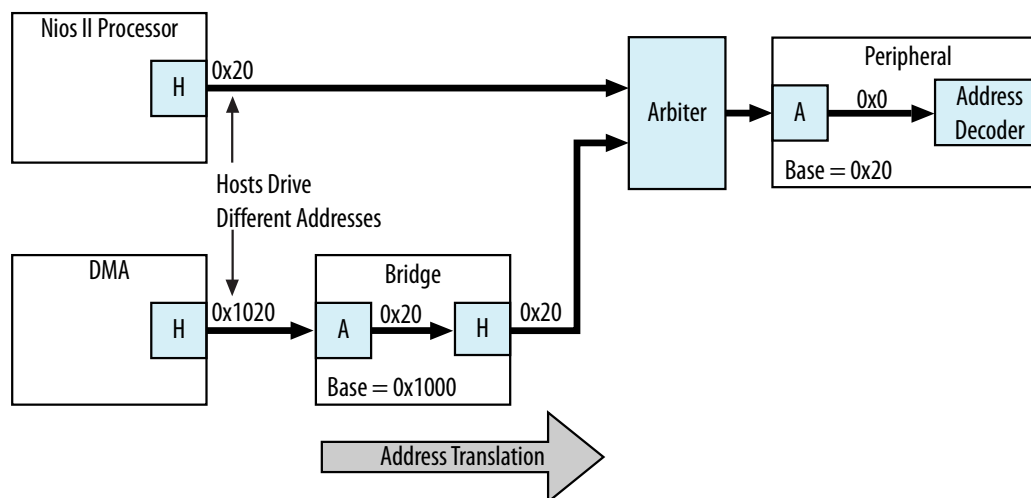 Nios II Processor
H
0x20
Arbiter
Peripheral
A
0x0
Address
Decoder
Base = 0x20
Hosts Drive
Different Addresses
DMA
H
0x1020
Bridge
A
0x20
H
0x20
Base = 0x1000
Address Translation